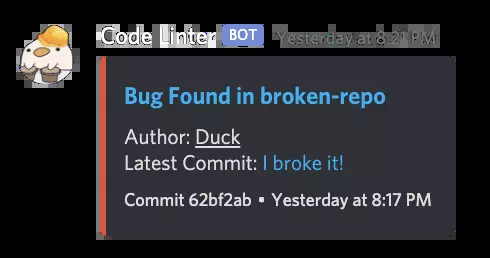 Code Linter BOT Yesterday at 8:21 PM
Bug Found in broken-repo
Author: Duck
Latest Commit: I broke it!
Commit 62bf2ab • Yesterday at 8:17 PM